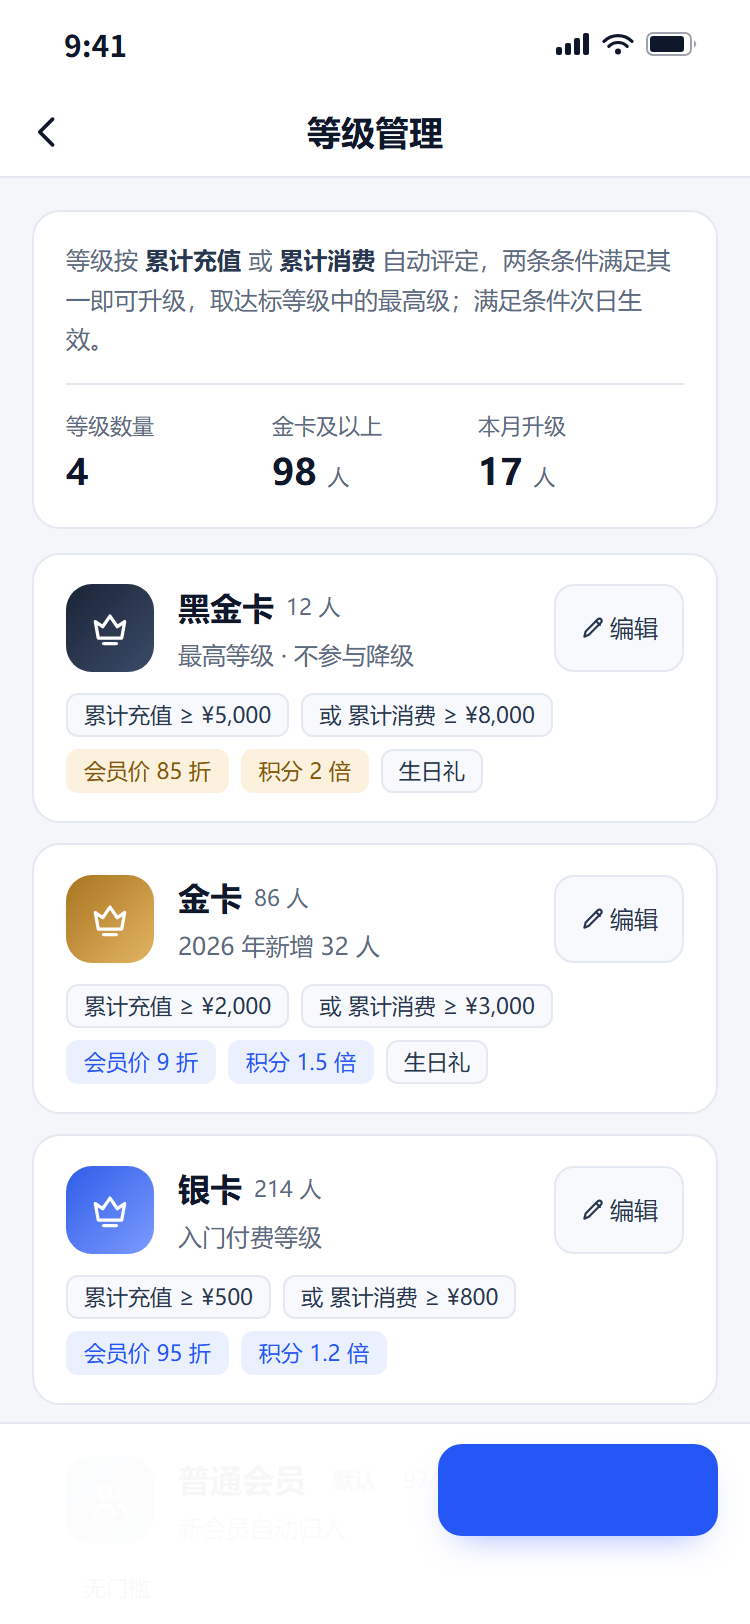 9:41
等级管理
等级按 累计充值 或 累计消费 自动评定，两条条件满足其
一即可升级，取达标等级中的最高级；满足条件次日生
效。
等级数量
金卡及以上
本月升级
4
98 人
17 人
黑金卡 12 人
最高等级 · 不参与降级
编辑
累计充值 ≥ ¥5,000
或 累计消费 ≥ ¥8,000
会员价 85 折
积分 2 倍
生日礼
金卡 86 人
2026 年新增 32 人
编辑
累计充值 ≥ ¥2,000
或 累计消费 ≥ ¥3,000
会员价 9 折
积分 1.5 倍
生日礼
银卡 214 人
入门付费等级
编辑
累计充值 ≥ ¥500
或 累计消费 ≥ ¥800
会员价 95 折
积分 1.2 倍
普通会员 默认
新会员自动归入
无门槛